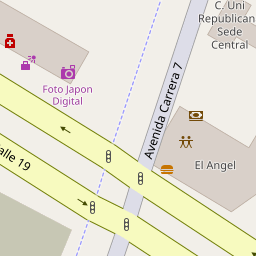 C. Uni
Republican
Sede
Central
Foto Japon
Digital
Avenida Carrera 7
El Angel
alle 19